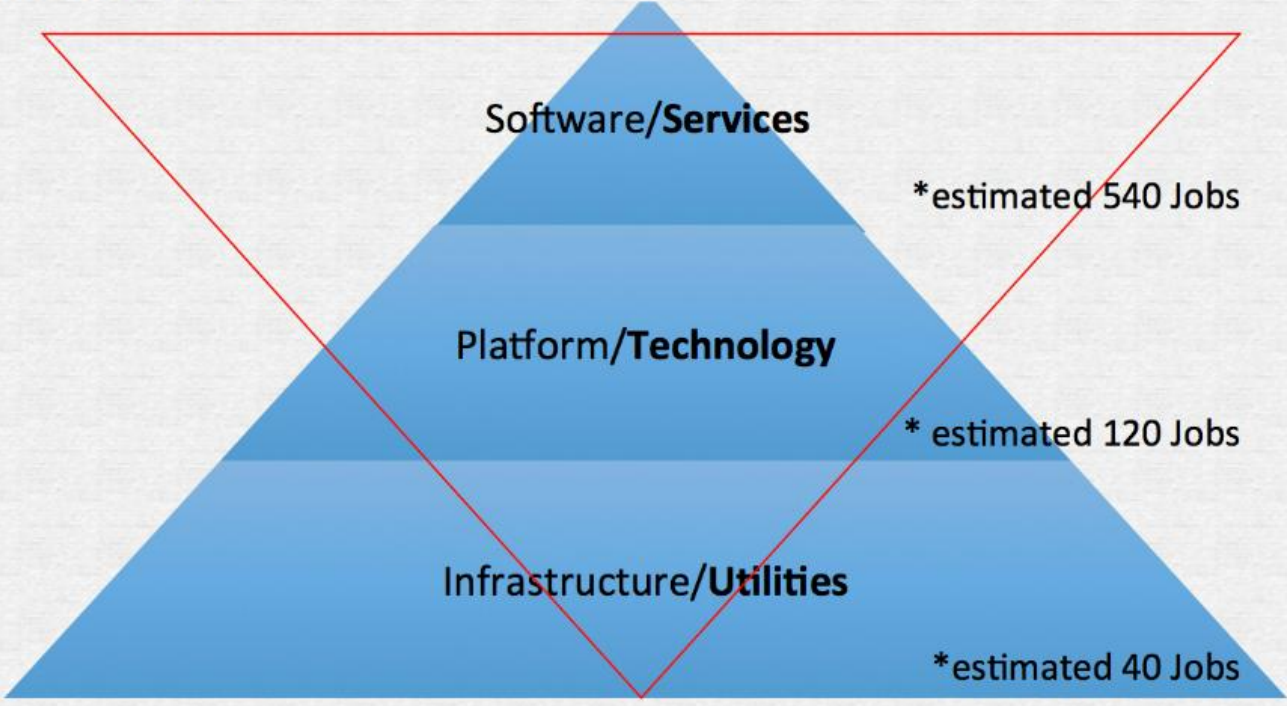 Software/Services
*estimated 540 Jobs
Platform/Technology
* estimated 120 Jobs
Infrastructure/Utilities
*estimated 40 Jobs